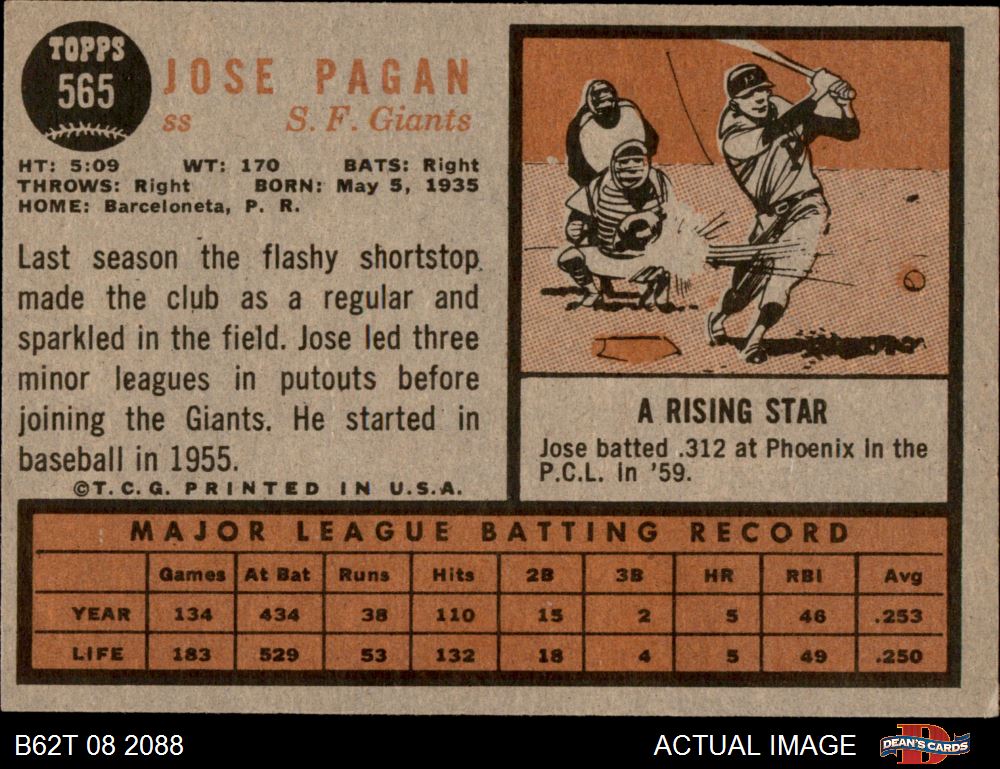 TOPPS
565
JOSE PAGAN
ss S. F. Giants
HT: 5:09 WT: 170 BATS: Right
THROWS: Right BORN: May 5, 1935
HOME: Barceloneta, P. R.
Last season the flashy shortstop
made the club as a regular and
sparkled in the field. Jose led three
minor leagues in putouts before
joining the Giants. He started in
baseball in 1955.
©T. C. G. PRINTED IN U.S.A.
A RISING STAR
Jose batted .312 at Phoenix in the
P.C.L. in '59.
MAJOR LEAGUE BATTING RECORD
Games At Bat Runs Hits 2B 3B HR RBI Avg
YEAR 134 434 38 110 15 2 5 46 .253
LIFE 183 529 53 132 18 4 5 49 .250
B62T 08 2088 ACTUAL IMAGE DEAN'S CARDS